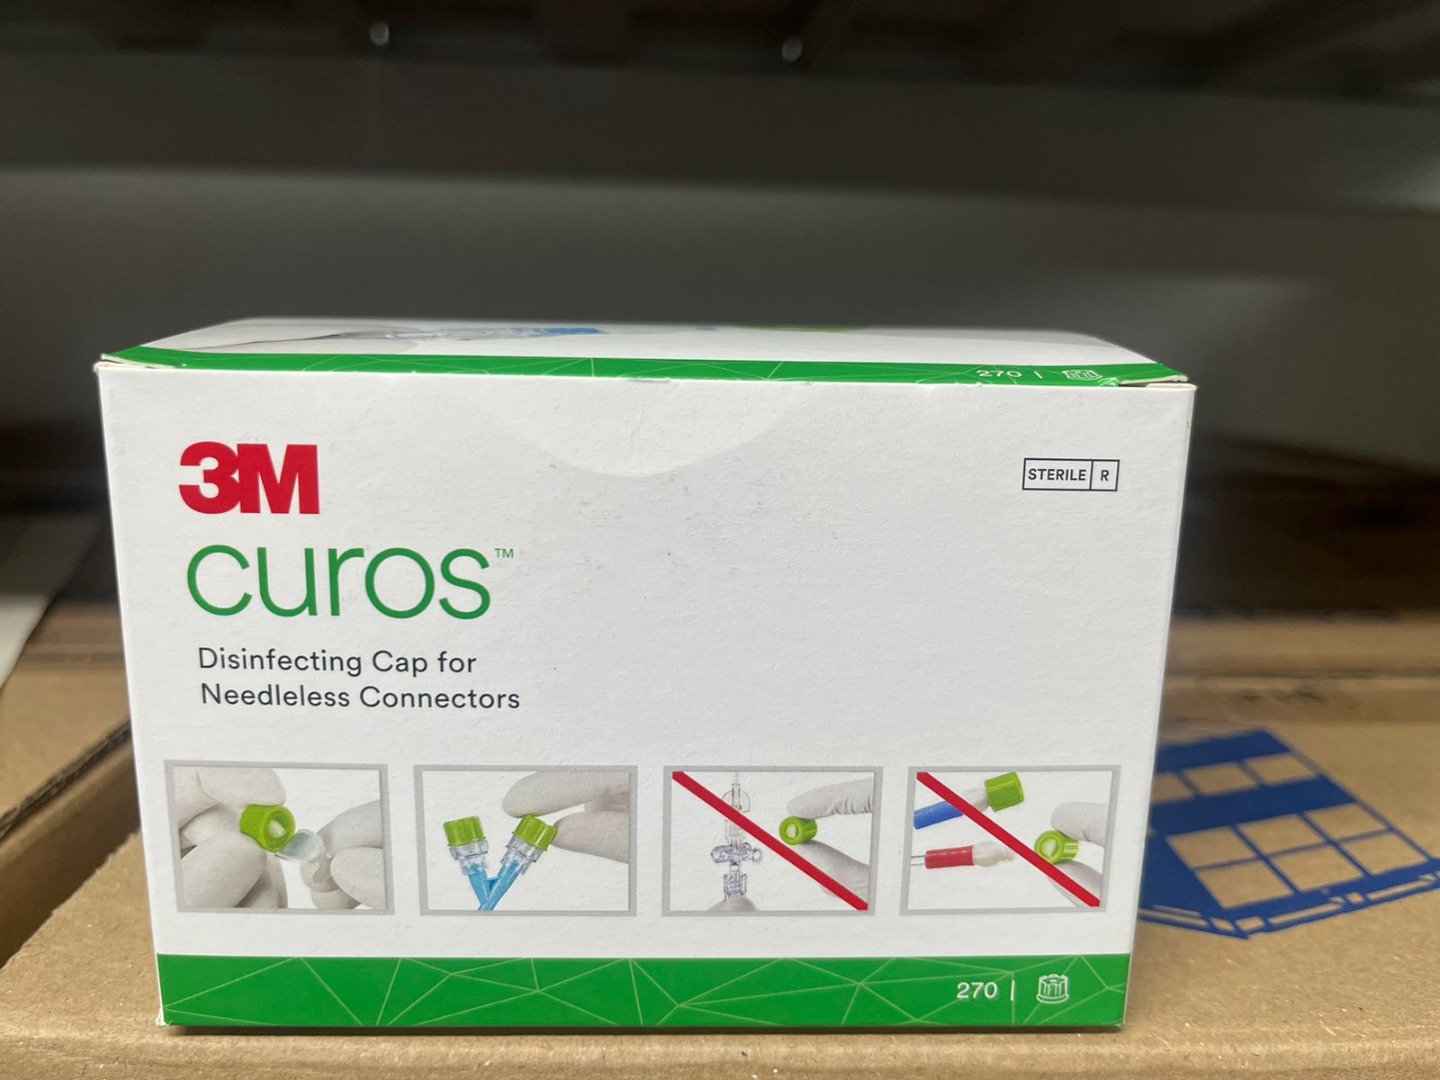 270 |
3M
STERILE R
curos™
Disinfecting Cap for
Needleless Connectors
270 |